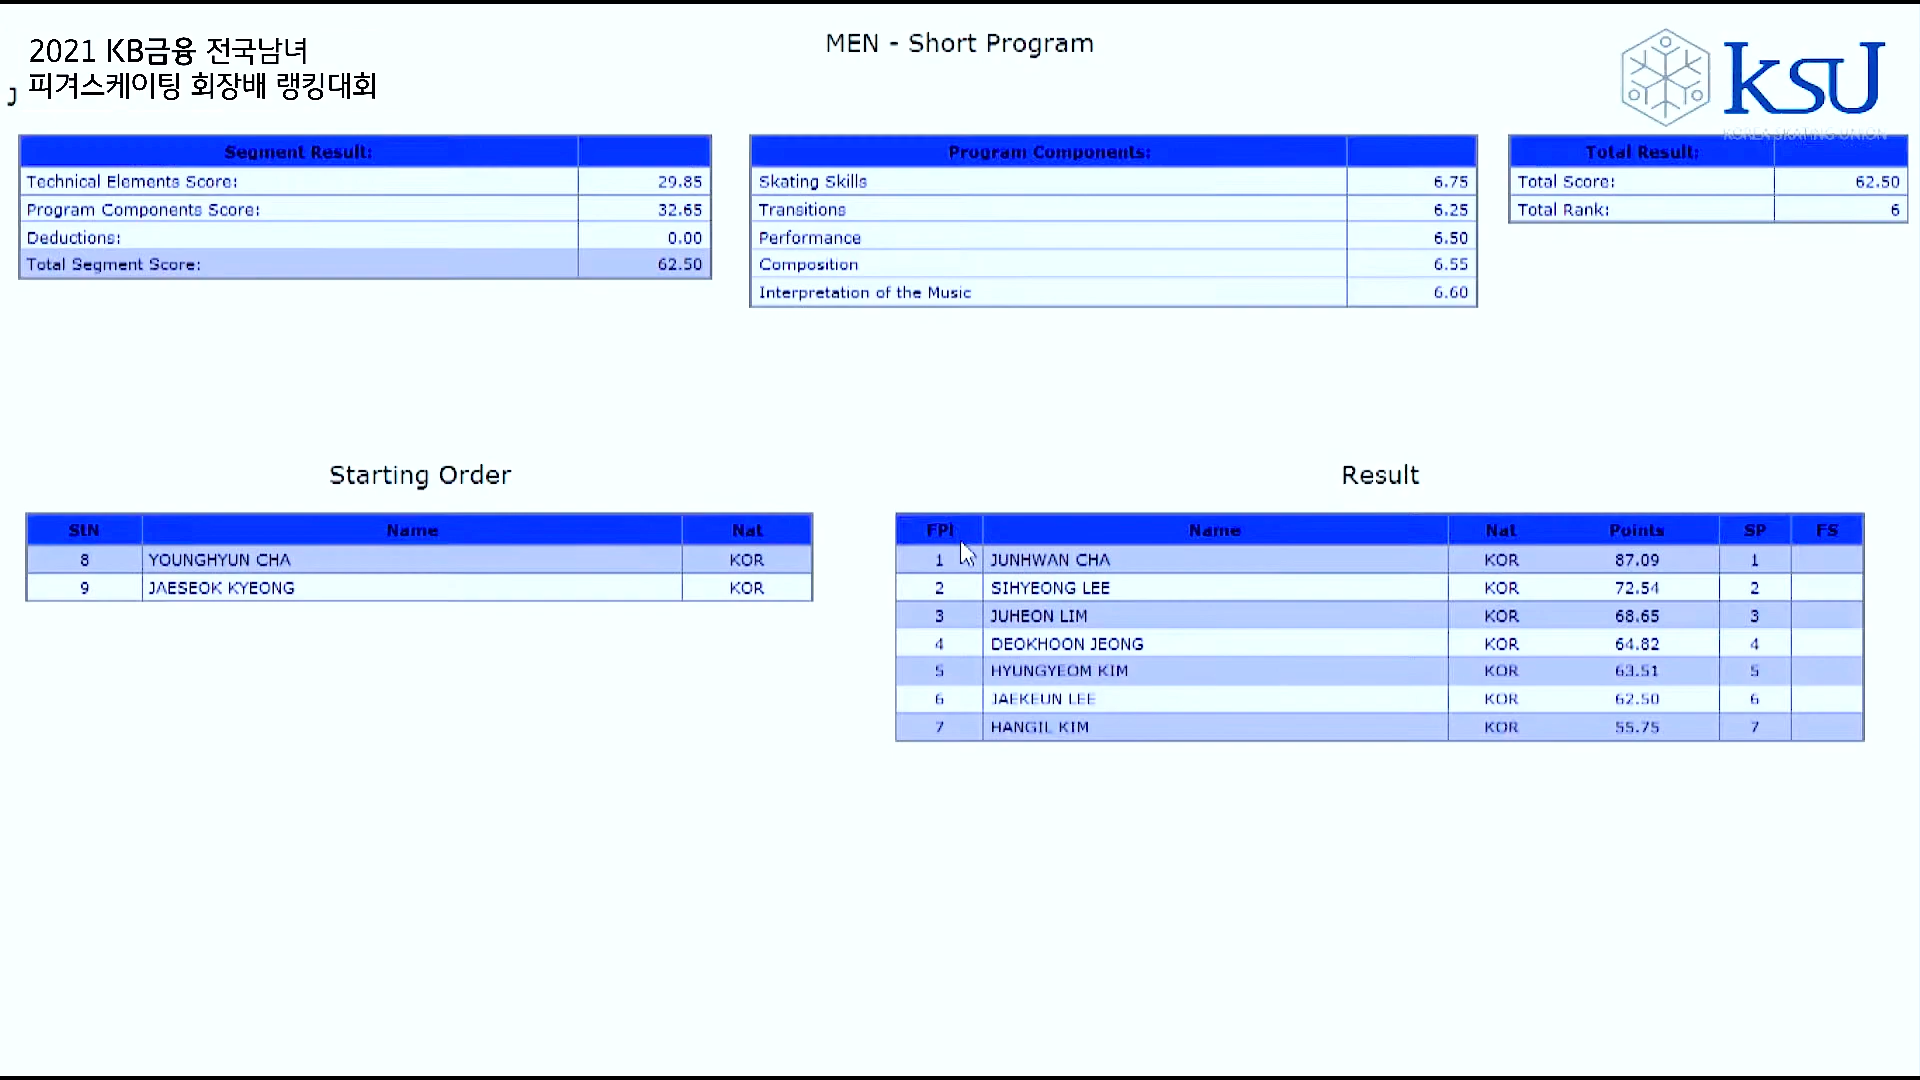 2021 KB금융 전국남녀
피겨스케이팅 회장배 랭킹대회
J
MEN - Short Program
KSU
KOREA SKATING UNION
Segment Result:
Technical Elements Score: 29.85
Program Components Score: 32.65
Deductions: 0.00
Total Segment Score: 62.50
Program Components:
Skating Skills 6.75
Transitions 6.25
Performance 6.50
Composition 6.55
Interpretation of the Music 6.60
Total Result:
Total Score: 62.50
Total Rank: 6
Starting Order
StN Name Nat
8 YOUNGHYUN CHA KOR
9 JAESEOK KYEONG KOR
Result
FPl Name Nat Points SP FS
1 JUNHWAN CHA KOR 87.09 1
2 SIHYEONG LEE KOR 72.54 2
3 JUHEON LIM KOR 68.65 3
4 DEOKHOON JEONG KOR 64.82 4
5 HYUNGYEOM KIM KOR 63.51 5
6 JAEKEUN LEE KOR 62.50 6
7 HANGIL KIM KOR 55.75 7